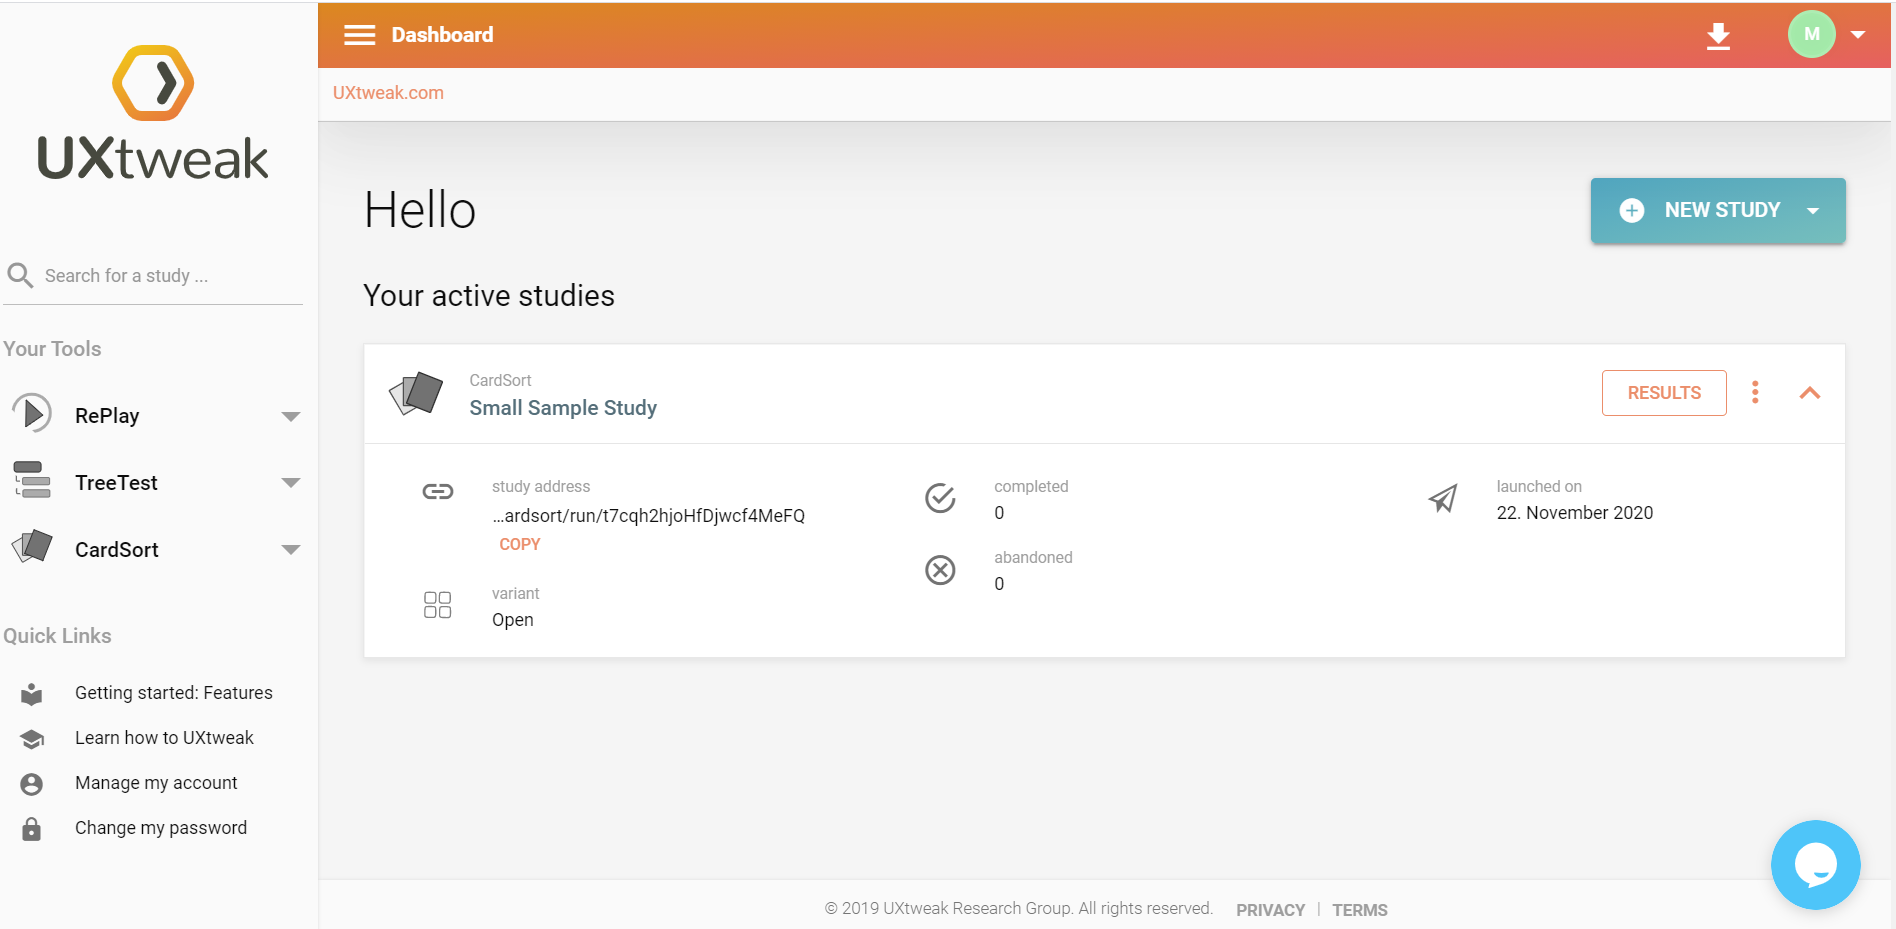 UXtweak
Search for a study ...
Your Tools
RePlay
TreeTest
CardSort
Quick Links
Getting started: Features
Learn how to UXtweak
Manage my account
Change my password
Dashboard
M
UXtweak.com
Hello
NEW STUDY
Your active studies
CardSort
Small Sample Study
RESULTS
study address
...ardsort/run/t7cqh2hjoHfDjwcf4MeFQ
COPY
variant
Open
completed
0
abandoned
0
launched on
22. November 2020
© 2019 UXtweak Research Group. All rights reserved. PRIVACY | TERMS